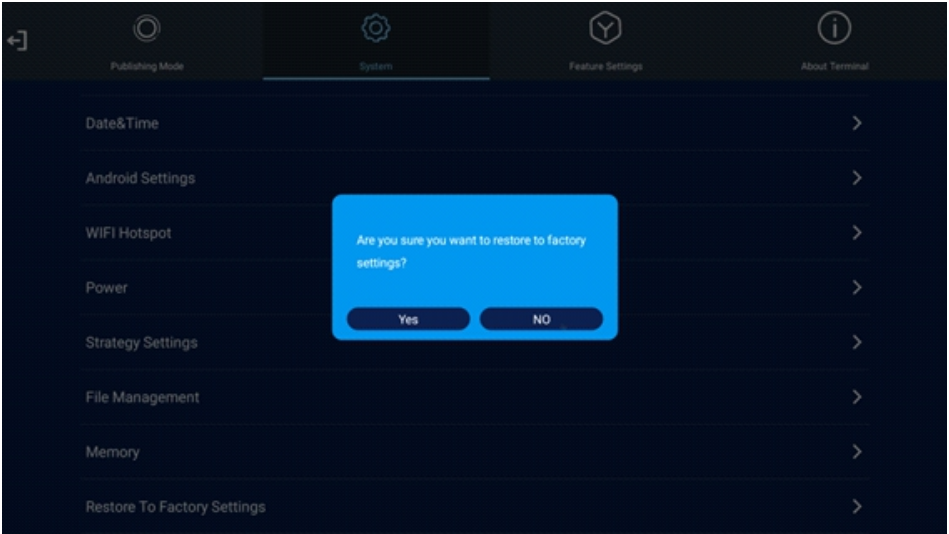 Publishing Mode
System
Feature Settings
About Terminal
Date&Time
Android Settings
WIFI Hotspot
Power
Strategy Settings
File Management
Memory
Restore To Factory Settings
Are you sure you want to restore to factory
settings?
Yes
NO